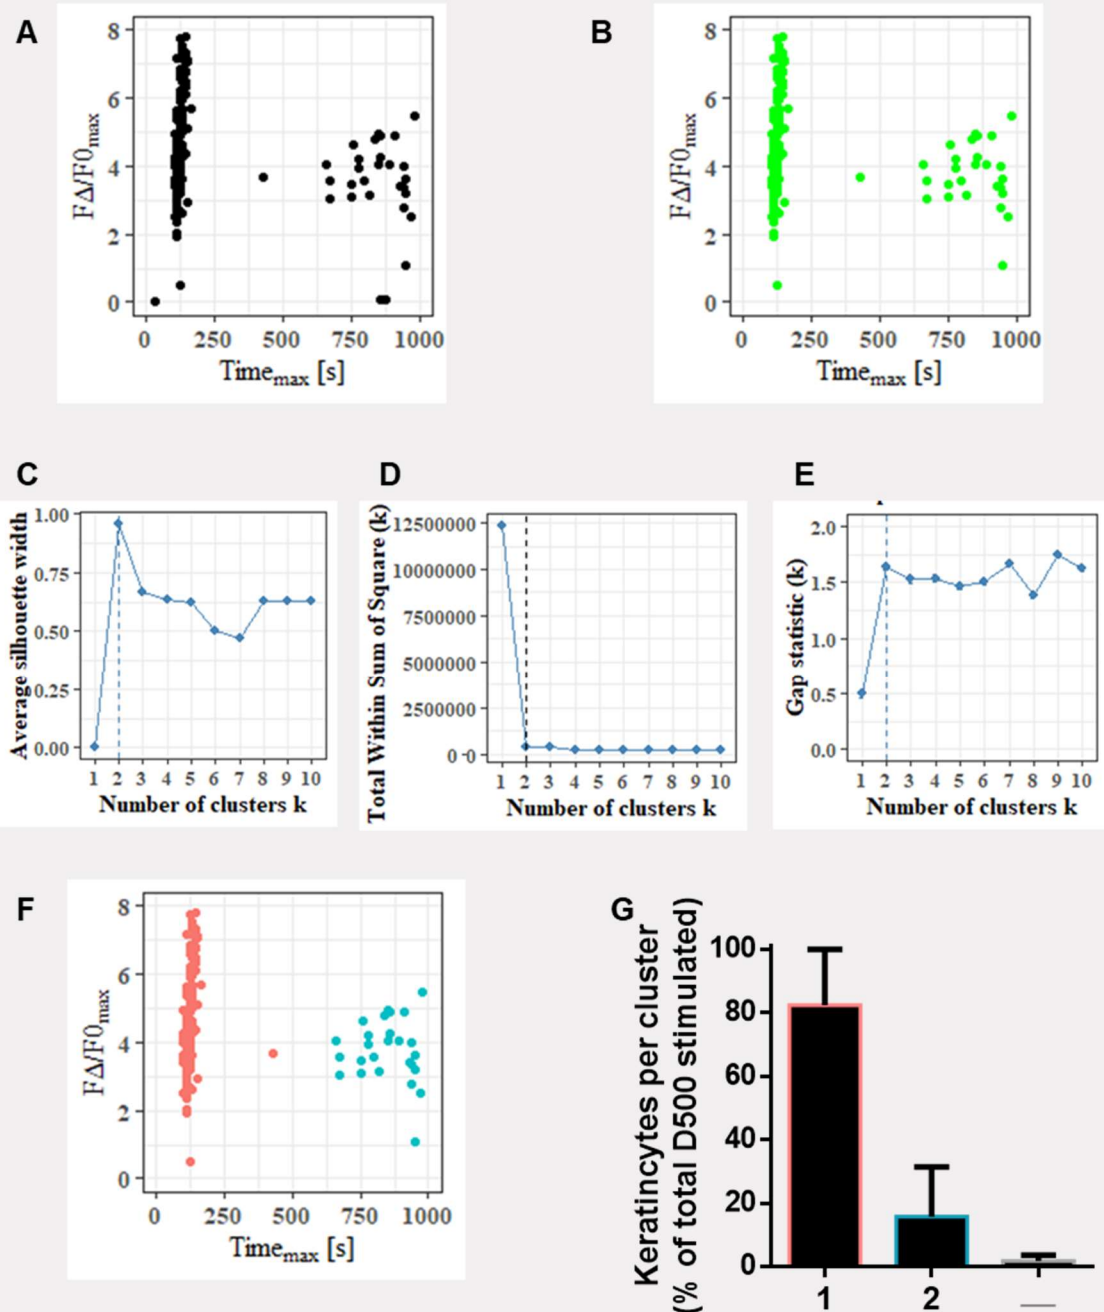 A
8
6
4
2
0
FΔ/F0max
0 250 500 750 1000
Timemax [s]
B
8
6
4
2
0
FΔ/F0max
0 250 500 750 1000
Timemax [s]
C
Average silhouette width
1.00
0.75
0.50
0.25
0.00
1 2 3 4 5 6 7 8 9 10
Number of clusters k
D
Total Within Sum of Square (k)
12500000
10000000
7500000
5000000
2500000
0
1 2 3 4 5 6 7 8 9 10
Number of clusters k
E
Gap statistic (k)
2.0
1.5
1.0
0.5
0.0
1 2 3 4 5 6 7 8 9 10
Number of clusters k
F
8
6
4
2
0
FΔ/F0max
0 250 500 750 1000
Timemax [s]
G
Keratincytes per cluster
(% of total D500 stimulated)
100
80
60
40
20
0
1 2 —